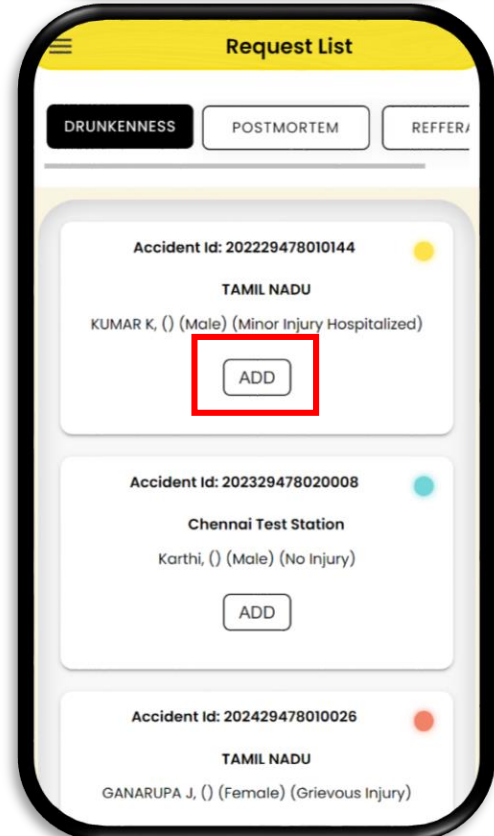 Request List
DRUNKENNESS
POSTMORTEM
REFFERA
Accident Id: 202229478010144
TAMIL NADU
KUMAR K, () (Male) (Minor Injury Hospitalized)
ADD
Accident Id: 202329478020008
Chennai Test Station
Karthi, () (Male) (No Injury)
ADD
Accident Id: 202429478010026
TAMIL NADU
GANARUPA J, () (Female) (Grievous Injury)